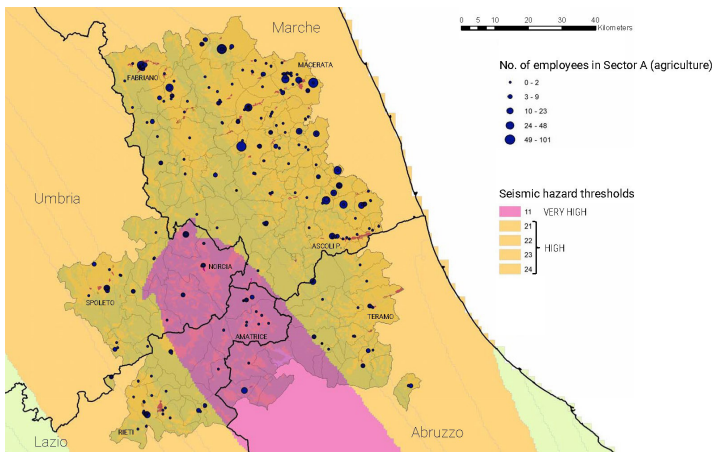 Marche
0 5 10 20 30 40
Kilometers
No. of employees in Sector A (agriculture)
0 - 2
3 - 9
10 - 23
24 - 48
49 - 101
Seismic hazard thresholds
11 VERY HIGH
21
22
HIGH
23
24
MACERATA
FABRIANO
Umbria
ASCOLI P.
NORCIA
SPOLETO
TERAMO
AMATRICE
RIETI
Lazio
Abruzzo